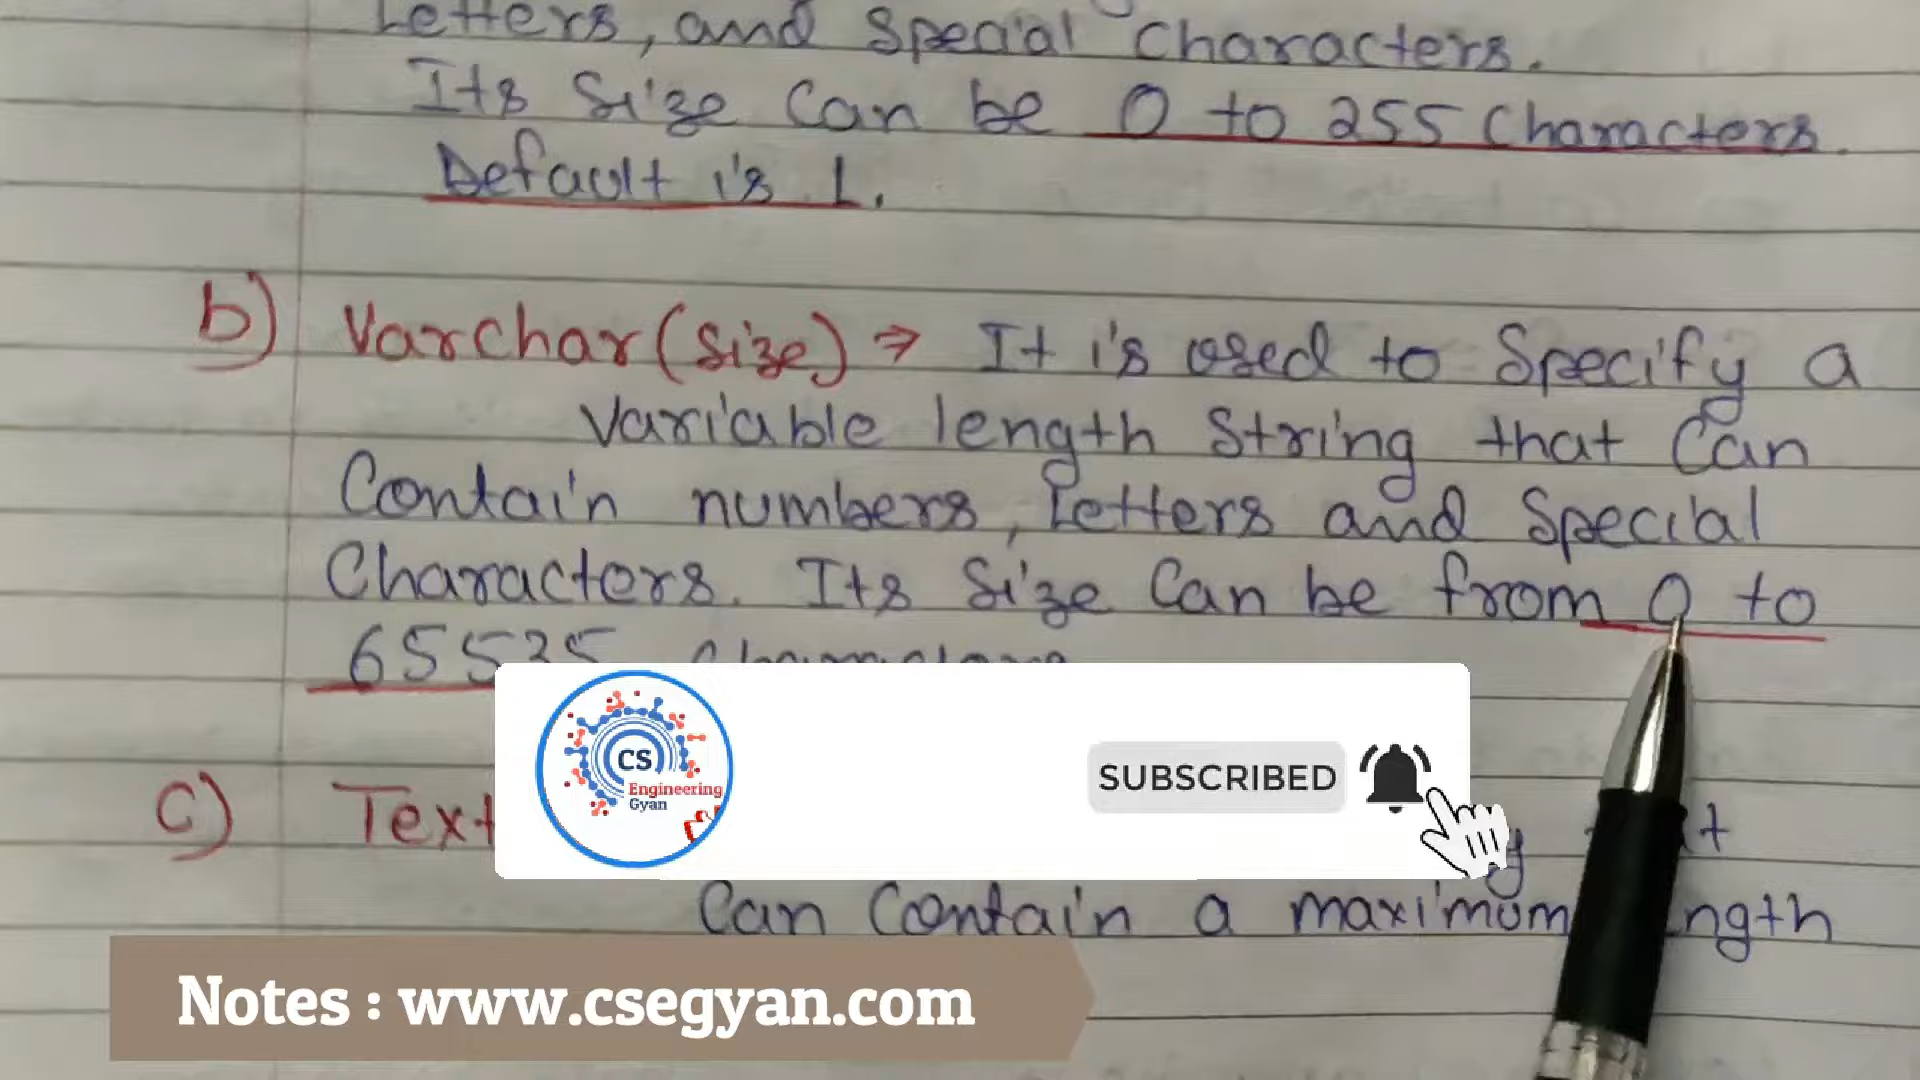 Letters, and Special Characters.
Its Size Can be 0 to 255 Characters.
Default is 1.
b) Varchar(Size) ⇒ It is used to Specify a
Variable length String that Can
Contain numbers, Letters and Special
Characters. Its Size Can be from 0 to
65535 Characters
c) Text
Can Contain a maximum
CS
Engineering
Gyan
SUBSCRIBED
Notes : www.csegyan.com